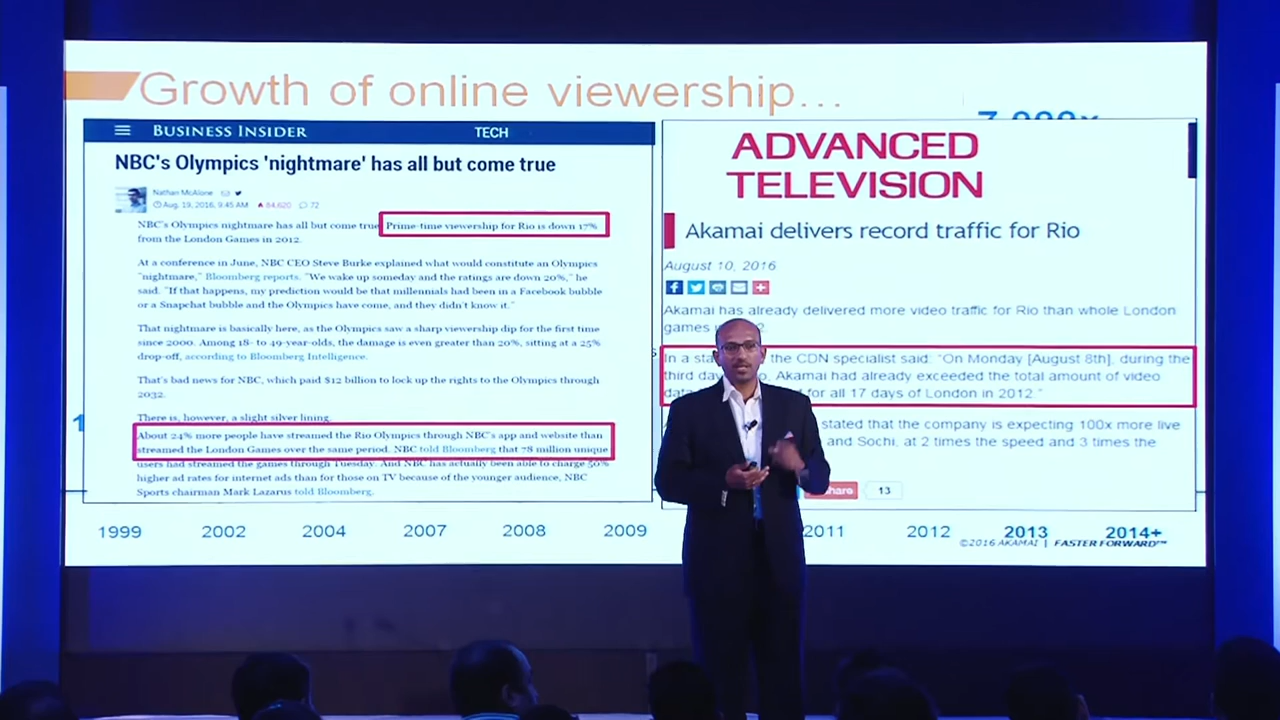 Growth of online viewership...
BUSINESS INSIDER
TECH
NBC's Olympics 'nightmare' has all but come true
Nathan McAlone
Aug. 19, 2016, 9:45 AM 84,620 72
NBC's Olympics nightmare has all but come true Prime-time viewership for Rio is down 17%
from the London Games in 2012.
At a conference in June, NBC CEO Steve Burke explained what would constitute an Olympics
"nightmare," Bloomberg reports. "We wake up someday and the ratings are down 20%," he
said. "If that happens, my prediction would be that millennials had been in a Facebook bubble
or a Snapchat bubble and the Olympics have come, and they didn't know it."
That nightmare is basically here, as the Olympics saw a sharp viewership dip for the first time
since 2000. Among 18- to 49-year-olds, the damage is even greater than 20%, sitting at a 25%
drop-off, according to Bloomberg Intelligence.
That's bad news for NBC, which paid $12 billion to lock up the rights to the Olympics through
2032.
There is, however, a slight silver lining.
About 24% more people have streamed the Rio Olympics through NBC's app and website than
streamed the London Games over the same period. NBC told Bloomberg that 78 million unique
users had streamed the games through Tuesday. And NBC has actually been able to charge 50%
higher ad rates for internet ads than for those on TV because of the younger audience, NBC
Sports chairman Mark Lazarus told Bloomberg.
ADVANCED
TELEVISION
Akamai delivers record traffic for Rio
August 10, 2016
Akamai has already delivered more video traffic for Rio than whole London
games
In a the CDN specialist said: "On Monday [August 8th], during the
third Akamai had already exceeded the total amount of video
for all 17 days of London in 2012."
stated that the company is expecting 100x more live
and Sochi, at 2 times the speed and 3 times the
13
1999 2002 2004 2007 2008 2009 2011 2012 2013 2014+
©2016 AKAMAI | FASTER FORWARD™